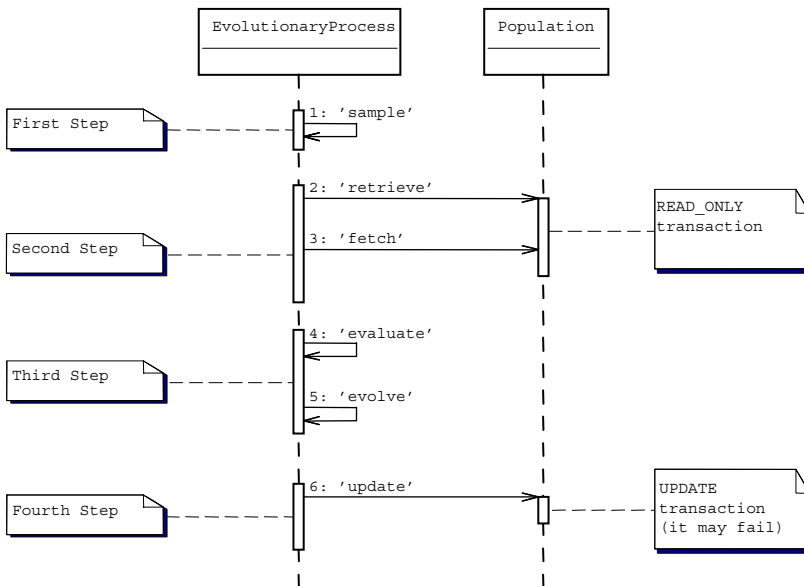 EvolutionaryProcess
Population
1: 'sample'
First Step
2: 'retrieve'
READ_ONLY
transaction
3: 'fetch'
Second Step
4: 'evaluate'
Third Step
5: 'evolve'
6: 'update'
UPDATE
transaction
(it may fail)
Fourth Step